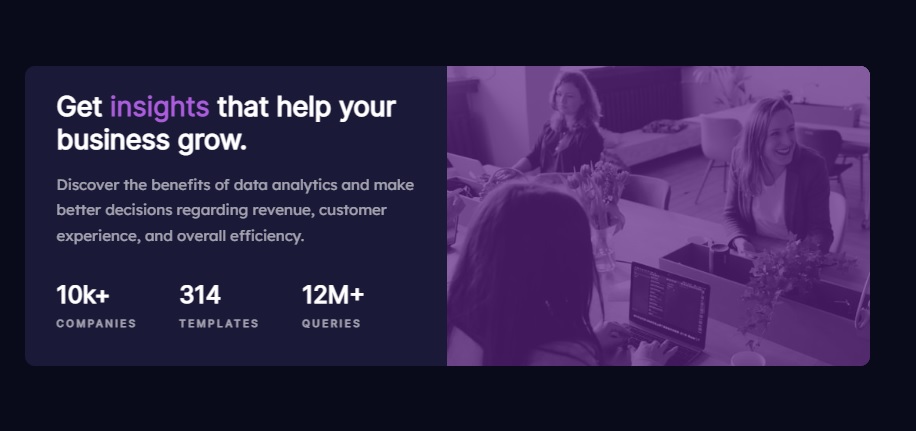 Get insights that help your
business grow.
Discover the benefits of data analytics and make
better decisions regarding revenue, customer
experience, and overall efficiency.
10k+ 314 12M+
COMPANIES TEMPLATES QUERIES